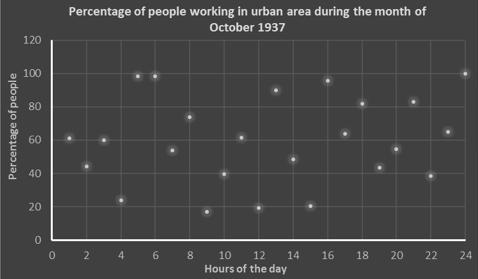 Percentage of people working in urban area during the month of
October 1937
120
100
80
60
40
20
0
Percentage of people
0 2 4 6 8 10 12 14 16 18 20 22 24
Hours of the day